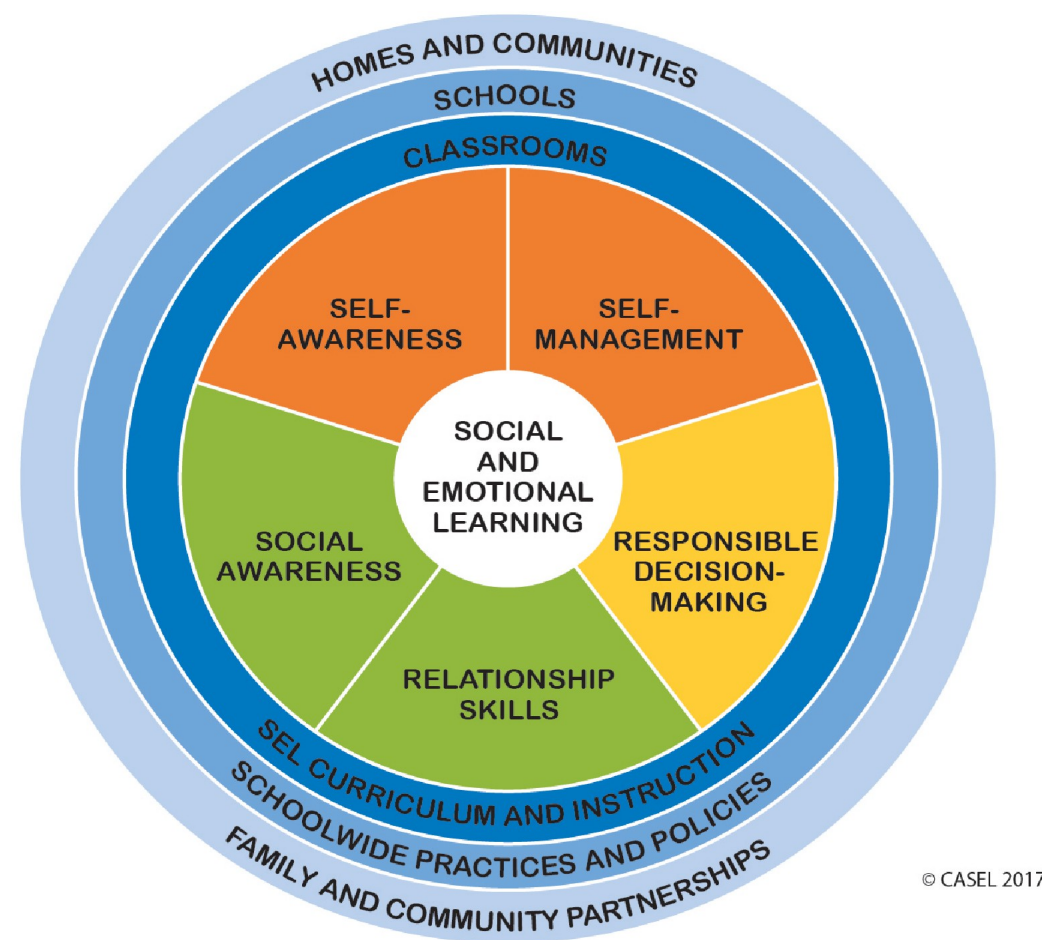 HOMES AND COMMUNITIES
SCHOOLS
CLASSROOMS
SELF-
AWARENESS
SELF-
MANAGEMENT
SOCIAL
AND
EMOTIONAL
LEARNING
SOCIAL
AWARENESS
RESPONSIBLE
DECISION-
MAKING
RELATIONSHIP
SKILLS
SEL CURRICULUM AND INSTRUCTION
SCHOOLWIDE PRACTICES AND POLICIES
FAMILY AND COMMUNITY PARTNERSHIPS
© CASEL 2017